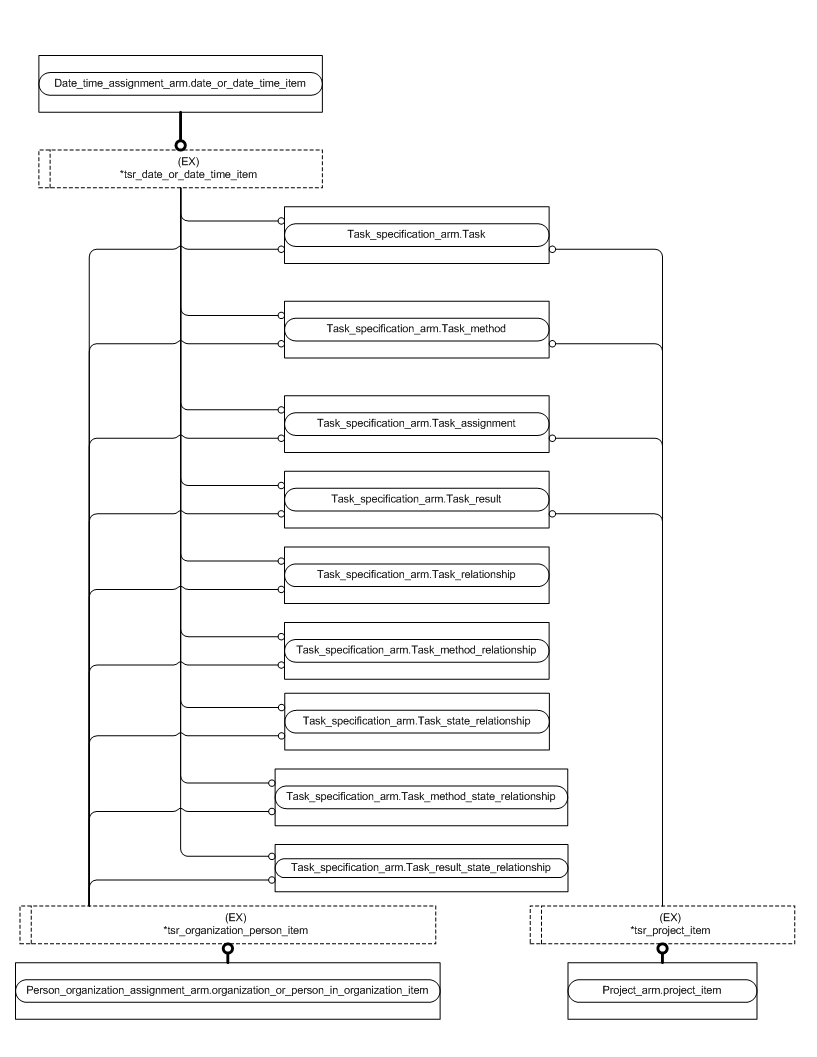 Date_time_assignment_arm.date_or_date_time_item
(EX)
*tsr_date_or_date_time_item
Task_specification_arm.Task
Task_specification_arm.Task_method
Task_specification_arm.Task_assignment
Task_specification_arm.Task_result
Task_specification_arm.Task_relationship
Task_specification_arm.Task_method_relationship
Task_specification_arm.Task_state_relationship
Task_specification_arm.Task_method_state_relationship
Task_specification_arm.Task_result_state_relationship
(EX)
*tsr_organization_person_item
(EX)
*tsr_project_item
Person_organization_assignment_arm.organization_or_person_in_organization_item
Project_arm.project_item